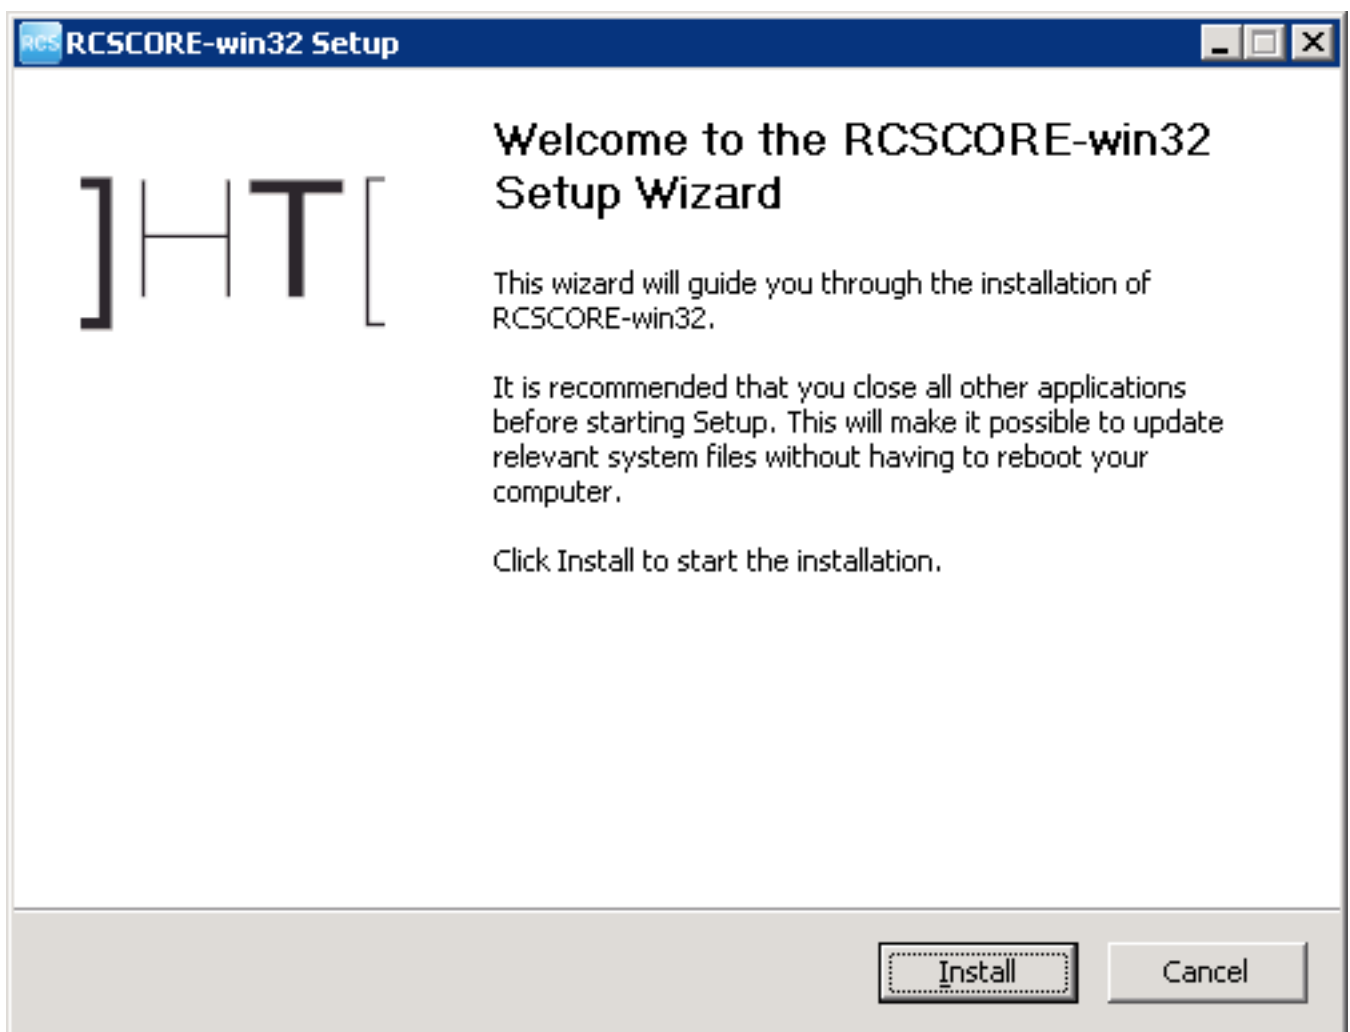 RCS RCSCORE-win32 Setup
]HT[
Welcome to the RCSCORE-win32
Setup Wizard
This wizard will guide you through the installation of
RCSCORE-win32.
It is recommended that you close all other applications
before starting Setup. This will make it possible to update
relevant system files without having to reboot your
computer.
Click Install to start the installation.
Install Cancel